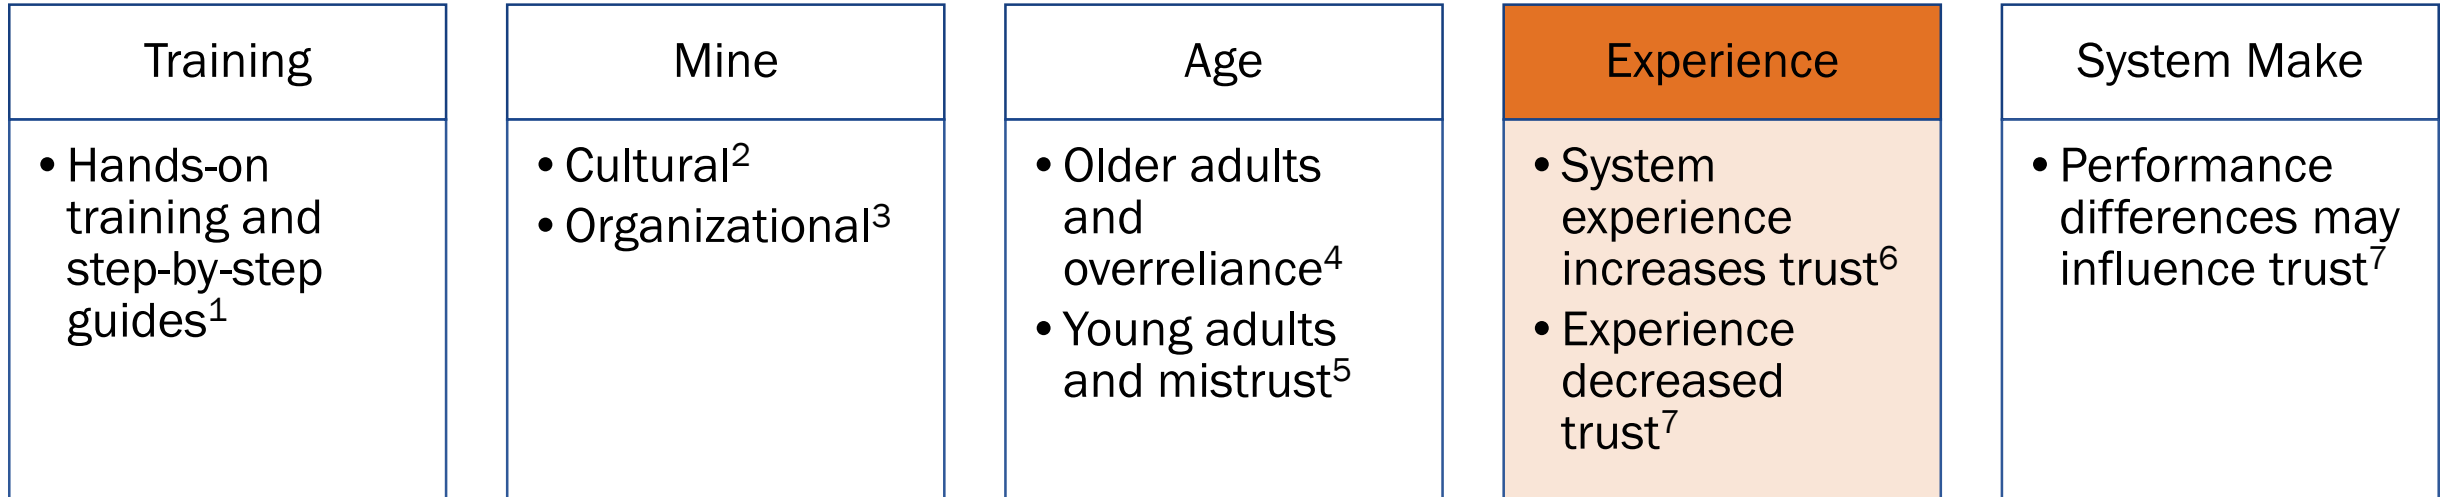 Training
• Hands-on
training and
step-by-step
guides¹
Mine
• Cultural²
• Organizational³
Age
• Older adults
and
overreliance⁴
• Young adults
and mistrust⁵
Experience
• System
experience
increases trust⁶
• Experience
decreased
trust⁷
System Make
• Performance
differences may
influence trust⁷